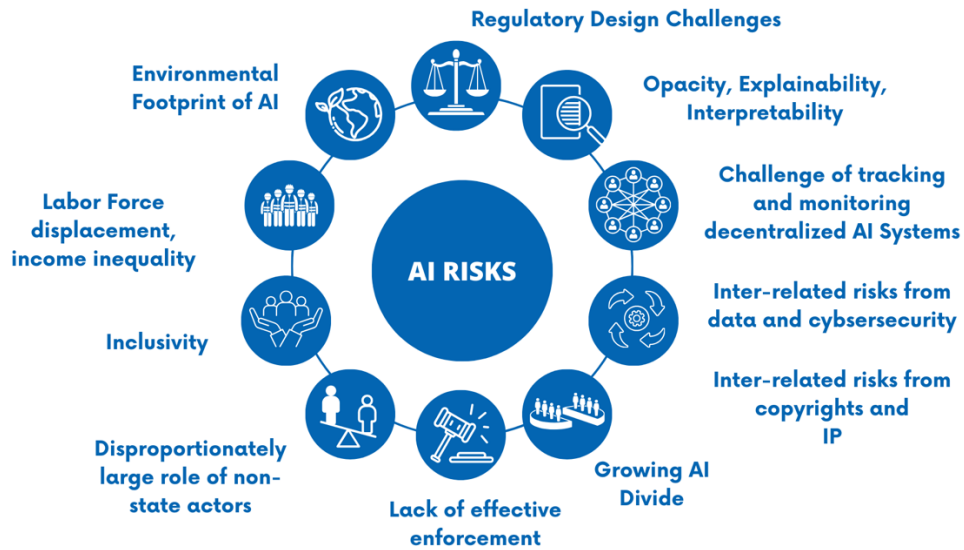 Regulatory Design Challenges
Opacity, Explainability,
Interpretability
Challenge of tracking
and monitoring
decentralized AI Systems
Inter-related risks from
data and cybsersecurity
Inter-related risks from
copyrights and
IP
Growing AI
Divide
Lack of effective
enforcement
Disproportionately
large role of non-
state actors
Inclusivity
Labor Force
displacement,
income inequality
Environmental
Footprint of AI
AI RISKS